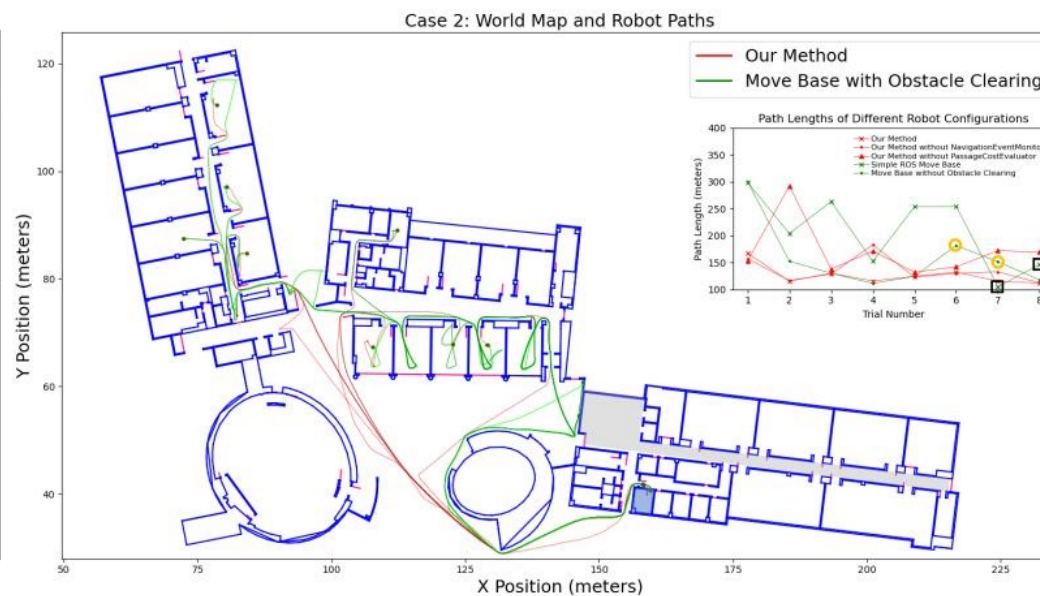 Case 2: World Map and Robot Paths
Our Method
Move Base with Obstacle Clearing
Path Lengths of Different Robot Configurations
Our Method
Our Method without NavigationEventMonito
Our Method without PassageCostEvaluator
Simple ROS Move Base
Move Base without Obstacle Clearing
Path Length (meters)
400
350
300
250
200
150
100
1 2 3 4 5 6 7 8
Trial Number
Y Position (meters)
120
100
80
60
40
50 75 100 125 150 175 200 225
X Position (meters)